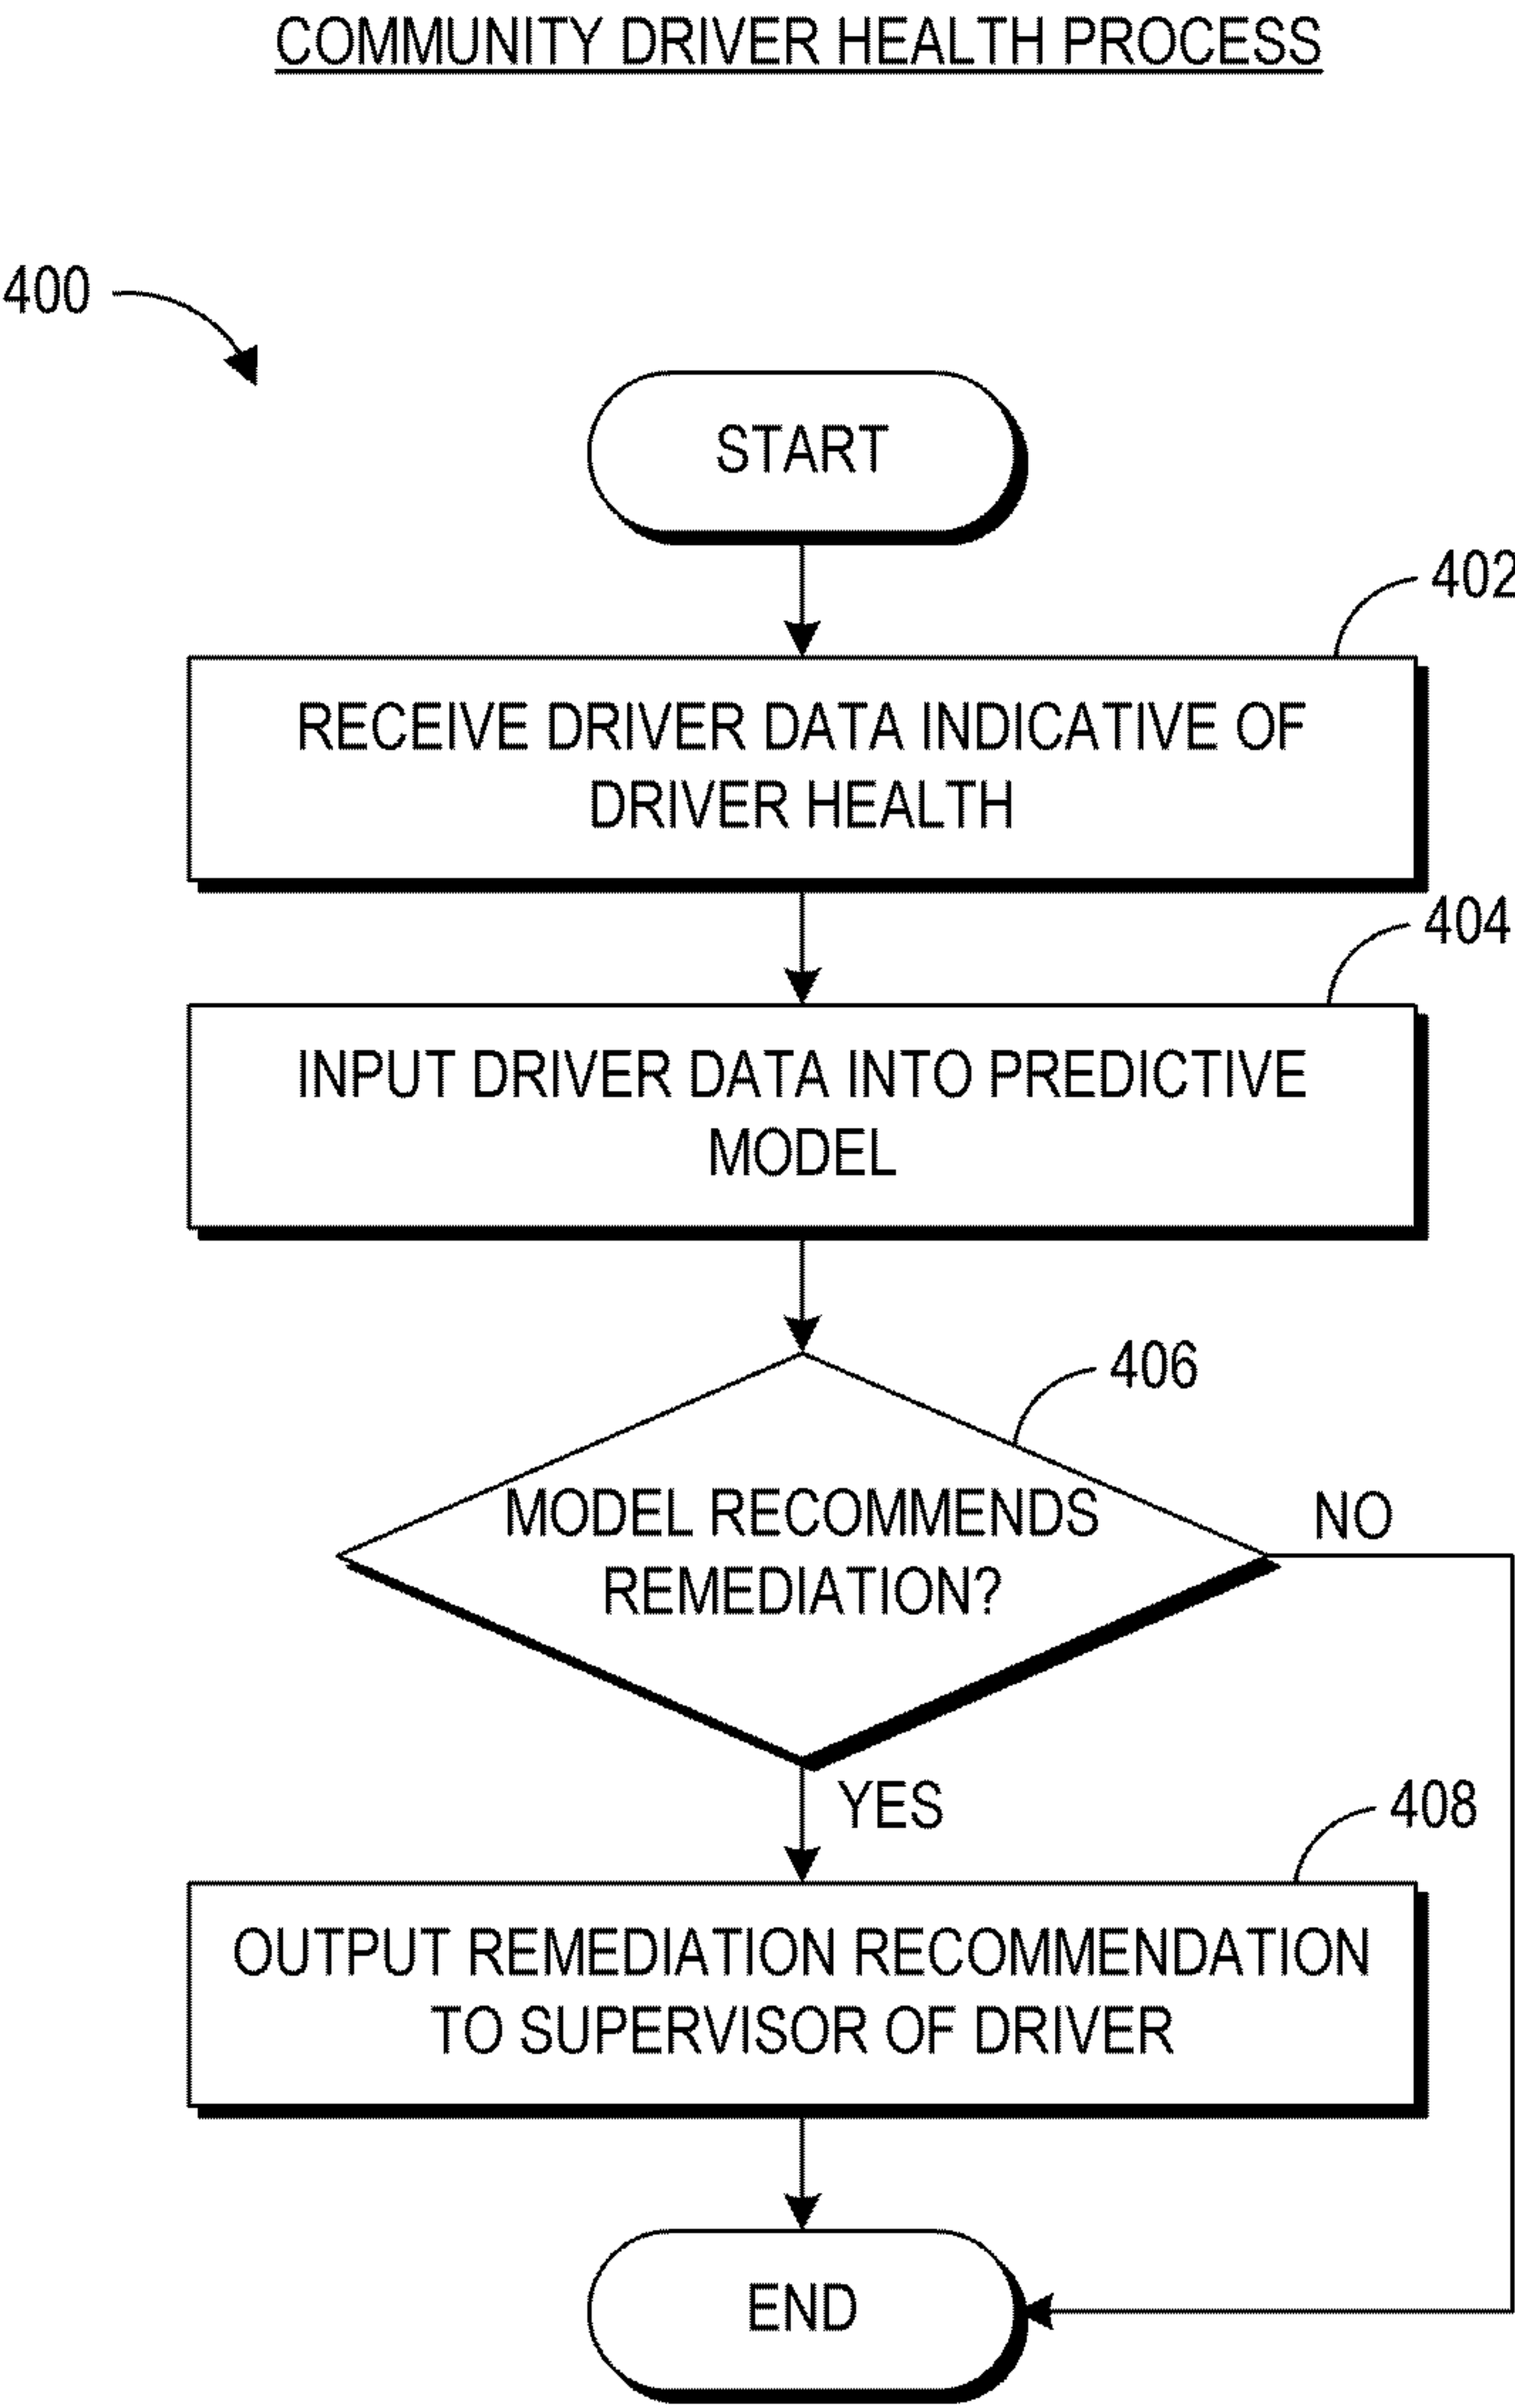 COMMUNITY DRIVER HEALTH PROCESS
400
START
402
RECEIVE DRIVER DATA INDICATIVE OF
DRIVER HEALTH
404
INPUT DRIVER DATA INTO PREDICTIVE
MODEL
406
MODEL RECOMMENDS
REMEDIATION?
NO
YES
408
OUTPUT REMEDIATION RECOMMENDATION
TO SUPERVISOR OF DRIVER
END